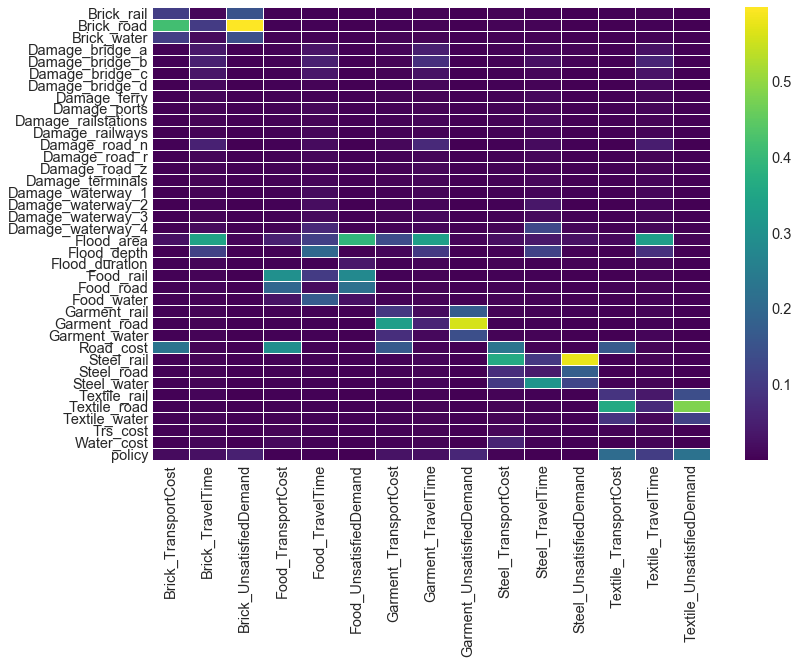 Brick_rail
Brick_road
Brick_water
Damage_bridge_a
Damage_bridge_b
Damage_bridge_c
Damage_bridge_d
Damage_ferry
Damage_ports
Damage_railstations
Damage_railways
Damage_road_n
Damage_road_r
Damage_road_z
Damage_terminals
Damage_waterway_1
Damage_waterway_2
Damage_waterway_3
Damage_waterway_4
Flood_area
Flood_depth
Flood_duration
Food_rail
Food_road
Food_water
Garment_rail
Garment_road
Garment_water
Road_cost
Steel_rail
Steel_road
Steel_water
Textile_rail
Textile_road
Textile_water
Trs_cost
Water_cost
policy
Brick_TransportCost
Brick_TravelTime
Brick_UnsatisfiedDemand
Food_TransportCost
Food_TravelTime
Food_UnsatisfiedDemand
Garment_TransportCost
Garment_TravelTime
Garment_UnsatisfiedDemand
Steel_TransportCost
Steel_TravelTime
Steel_UnsatisfiedDemand
Textile_TransportCost
Textile_TravelTime
Textile_UnsatisfiedDemand
0.5
0.4
0.3
0.2
0.1